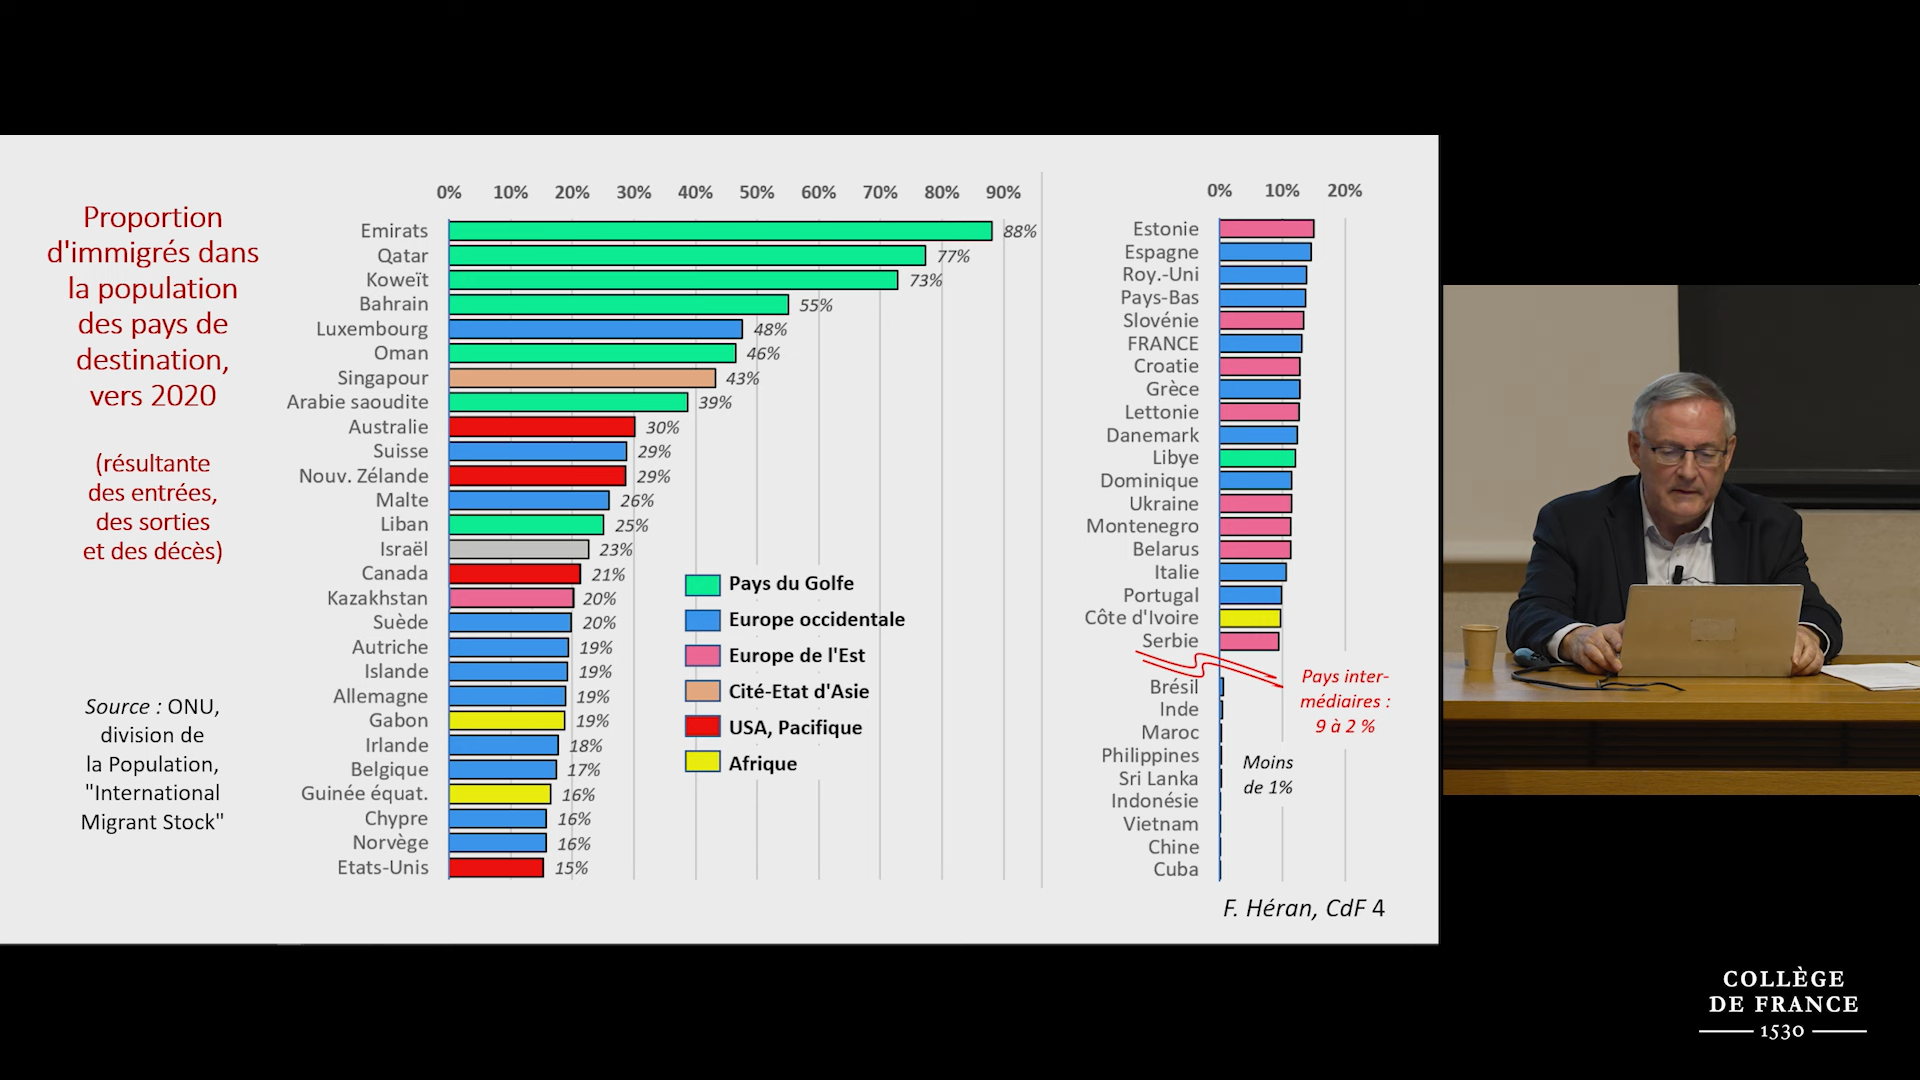 Proportion
d'immigrés dans
la population
des pays de
destination,
vers 2020
(résultante
des entrées,
des sorties
et des décès)
Source : ONU,
division de
la Population,
"International
Migrant Stock"
0% 10% 20% 30% 40% 50% 60% 70% 80% 90%
Emirats 88%
Qatar 77%
Koweït 73%
Bahrain 55%
Luxembourg 48%
Oman 46%
Singapour 43%
Arabie saoudite 39%
Australie 30%
Suisse 29%
Nouv. Zélande 29%
Malte 26%
Liban 25%
Israël 23%
Canada 21%
Kazakhstan 20%
Suède 20%
Autriche 19%
Islande 19%
Allemagne 19%
Gabon 19%
Irlande 18%
Belgique 17%
Guinée équat. 16%
Chypre 16%
Norvège 16%
Etats-Unis 15%
Pays du Golfe
Europe occidentale
Europe de l'Est
Cité-Etat d'Asie
USA, Pacifique
Afrique
0% 10% 20%
Estonie
Espagne
Roy.-Uni
Pays-Bas
Slovénie
FRANCE
Croatie
Grèce
Lettonie
Danemark
Libye
Dominique
Ukraine
Montenegro
Belarus
Italie
Portugal
Côte d'Ivoire
Serbie
Pays inter-
médiaires :
9 à 2 %
Brésil
Inde
Maroc
Philippines
Sri Lanka
Indonésie
Vietnam
Chine
Cuba
Moins
de 1%
F. Héran, CdF 4
COLLÈGE
DE FRANCE
1530